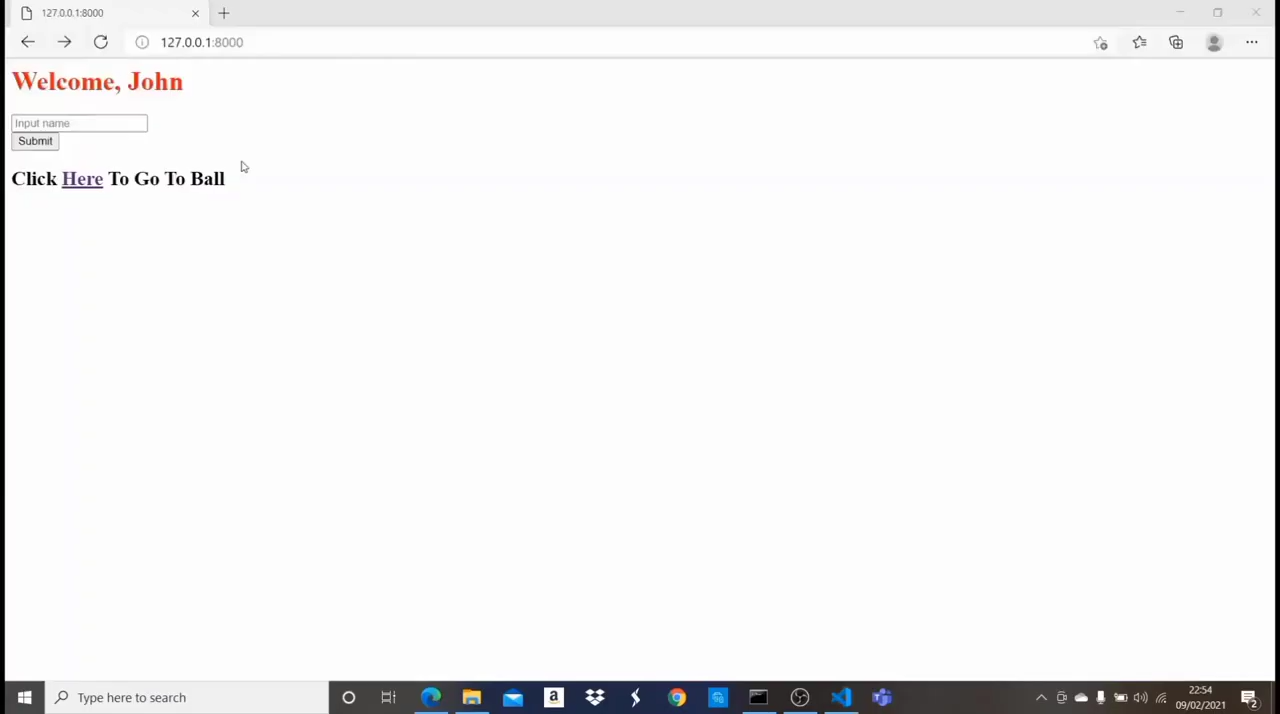 127.0.0.1:8000
127.0.0.1:8000
Welcome, John
Input name
Submit
Click Here To Go To Ball
Type here to search
a
22:54
09/02/2021
2